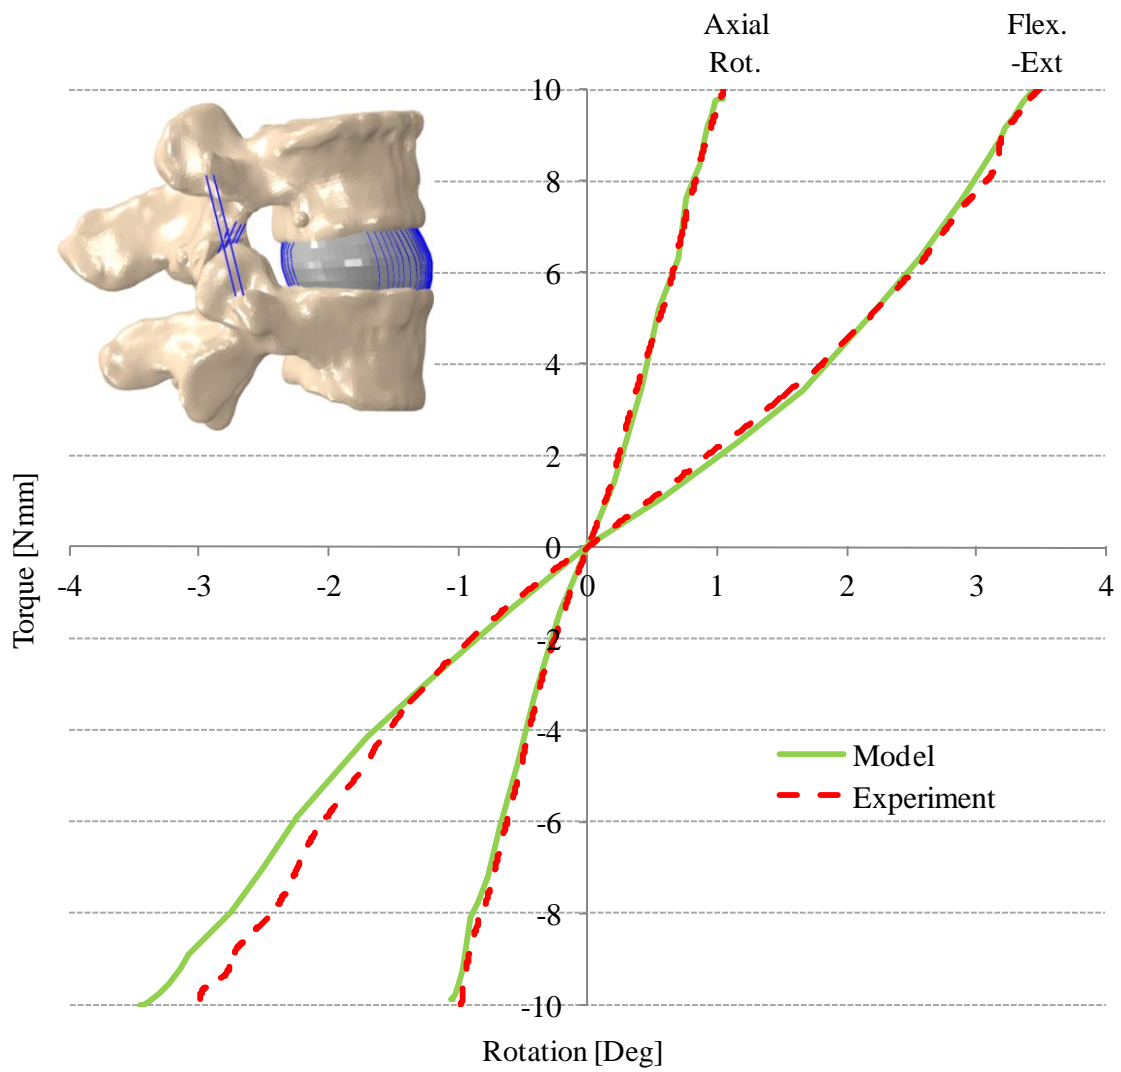 Axial Flex.
Rot. -Ext
10
8
6
4
2
0
-4 -3 -2 -1 0 1 2 3 4
-2
-4
-6
-8
-10
Torque [Nmm]
Model
Experiment
Rotation [Deg]